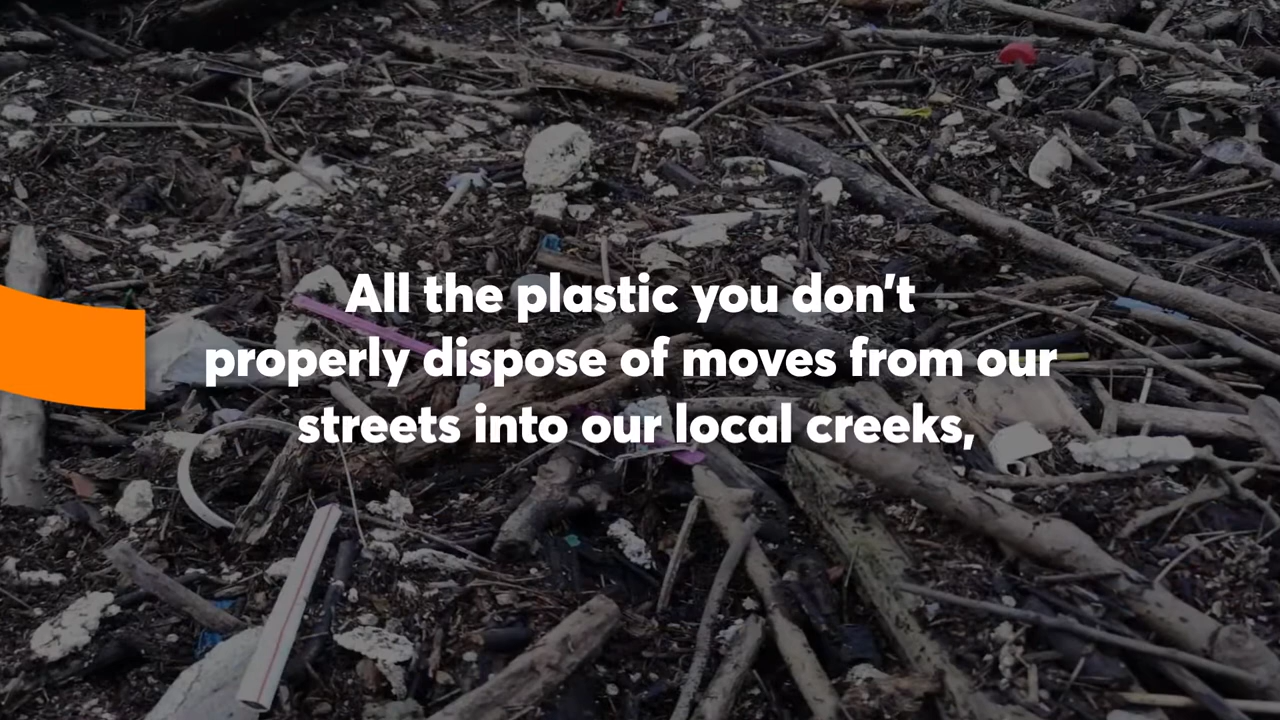 All the plastic you don't
properly dispose of moves from our
streets into our local creeks,